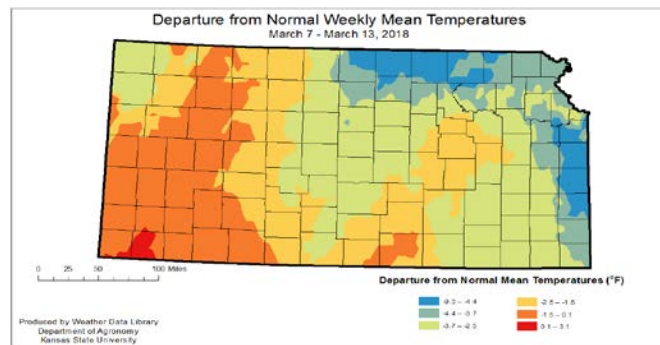 Departure from Normal Weekly Mean Temperatures
March 7 - March 13, 2018
0 25 50 100 Miles
Departure from Normal Mean Temperatures (°F)
-9.3 - -4.4
-2.5 - -1.5
-4.4 - -3.7
-1.5 - 0.1
-3.7 - -2.5
0.1 - 3.1
Produced by Weather Data Library
Department of Agronomy
Kansas State University